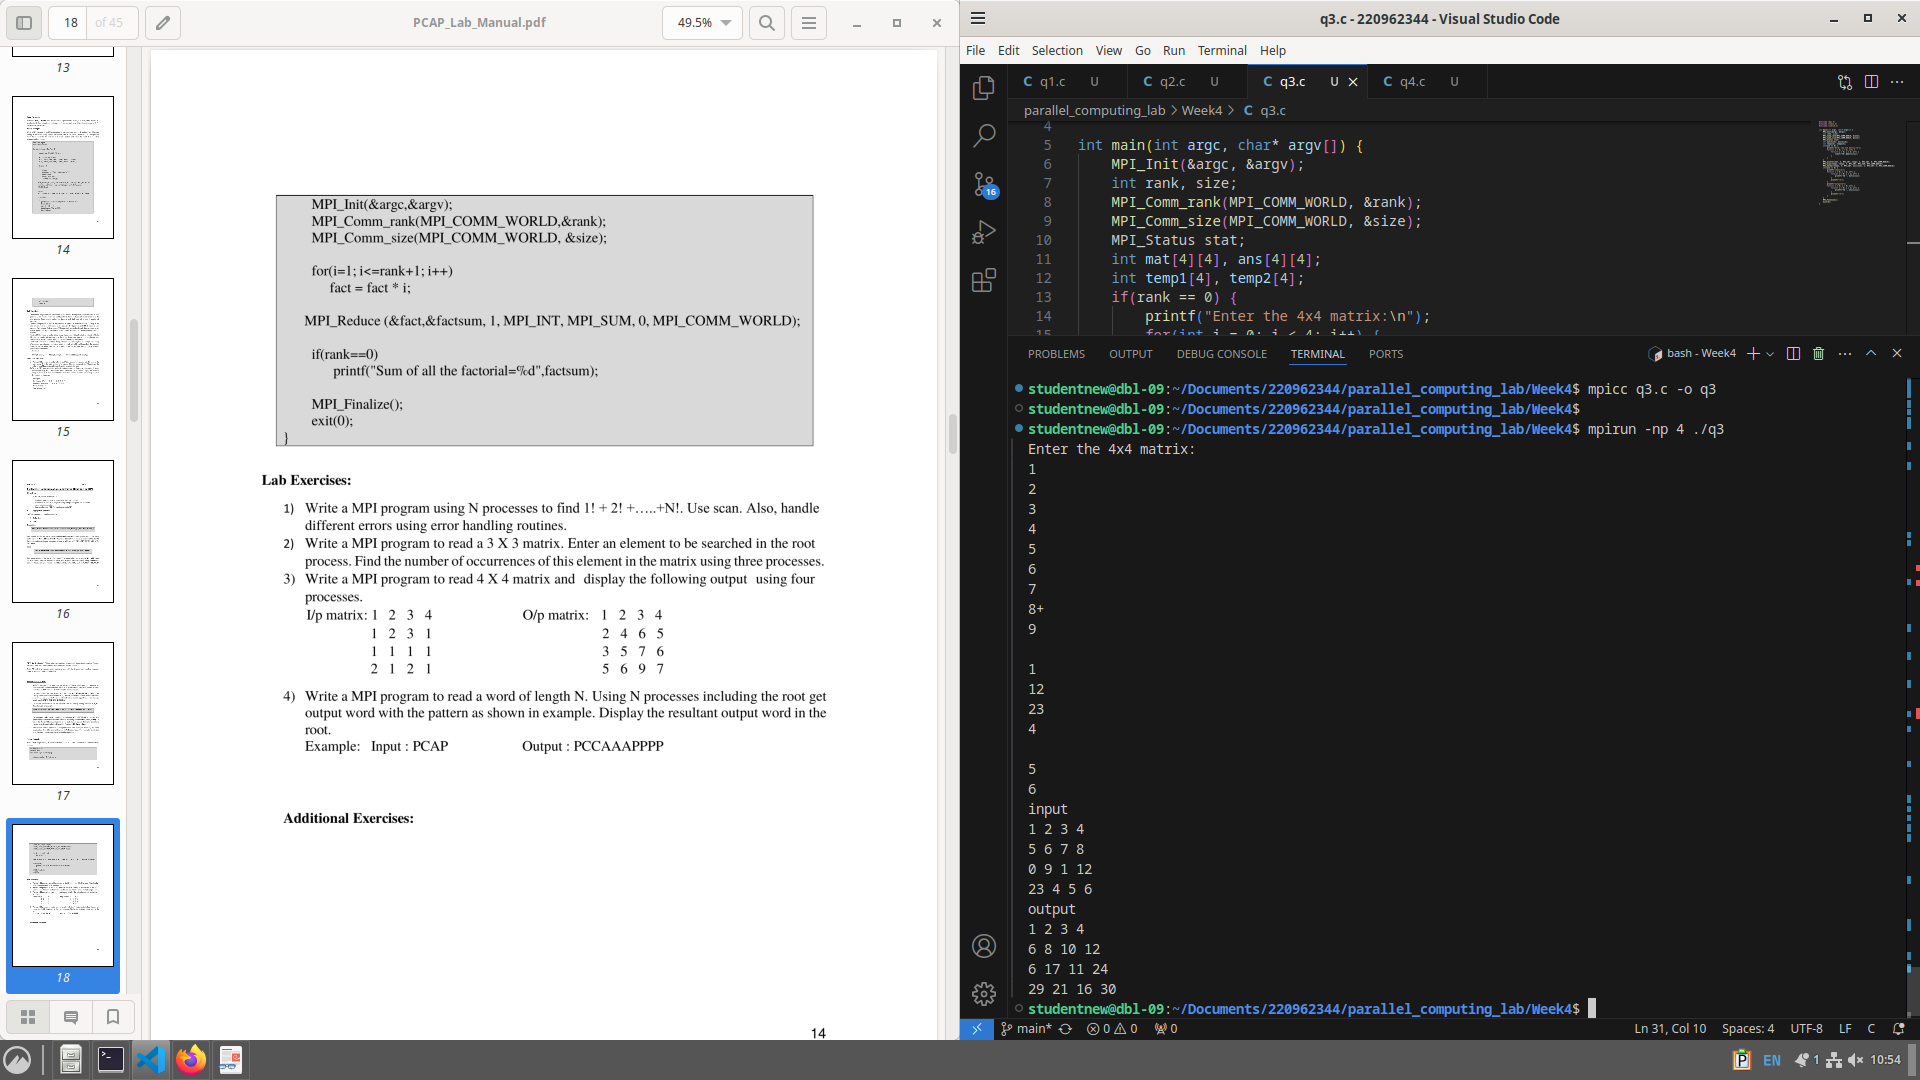 18 of 45
PCAP_Lab_Manual.pdf
49.5%
13
14
15
16
17
18
MPI_Init(&argc,&argv);
MPI_Comm_rank(MPI_COMM_WORLD,&rank);
MPI_Comm_size(MPI_COMM_WORLD, &size);
for(i=1; i<=rank+1; i++)
fact = fact * i;
MPI_Reduce (&fact,&factsum, 1, MPI_INT, MPI_SUM, 0, MPI_COMM_WORLD);
if(rank==0)
printf("Sum of all the factorial=%d",factsum);
MPI_Finalize();
exit(0);
}
Lab Exercises:
1) Write a MPI program using N processes to find 1! + 2! +…..+N!. Use scan. Also, handle
different errors using error handling routines.
2) Write a MPI program to read a 3 X 3 matrix. Enter an element to be searched in the root
process. Find the number of occurrences of this element in the matrix using three processes.
3) Write a MPI program to read 4 X 4 matrix and display the following output using four
processes.
I/p matrix: 1 2 3 4 O/p matrix: 1 2 3 4
1 2 3 1 2 4 6 5
1 1 1 1 3 5 7 6
2 1 2 1 5 6 9 7
4) Write a MPI program to read a word of length N. Using N processes including the root get
output word with the pattern as shown in example. Display the resultant output word in the
root.
Example: Input : PCAP Output : PCCAAAPPPP
Additional Exercises:
14
q3.c - 220962344 - Visual Studio Code
File Edit Selection View Go Run Terminal Help
C q1.c U C q2.c U C q3.c U C q4.c U
parallel_computing_lab > Week4 > C q3.c
4
5 int main(int argc, char* argv[]) {
6 MPI_Init(&argc, &argv);
7 int rank, size;
8 MPI_Comm_rank(MPI_COMM_WORLD, &rank);
9 MPI_Comm_size(MPI_COMM_WORLD, &size);
10 MPI_Status stat;
11 int mat[4][4], ans[4][4];
12 int temp1[4], temp2[4];
13 if(rank == 0) {
14 printf("Enter the 4x4 matrix:\n");
15 for(int i = 0; i < 4; i++) {
16
PROBLEMS OUTPUT DEBUG CONSOLE TERMINAL PORTS
bash - Week4
studentnew@dbl-09:~/Documents/220962344/parallel_computing_lab/Week4$ mpicc q3.c -o q3
studentnew@dbl-09:~/Documents/220962344/parallel_computing_lab/Week4$
studentnew@dbl-09:~/Documents/220962344/parallel_computing_lab/Week4$ mpirun -np 4 ./q3
Enter the 4x4 matrix:
1
2
3
4
5
6
7
8+
9
1
12
23
4
5
6
input
1 2 3 4
5 6 7 8
0 9 1 12
23 4 5 6
output
1 2 3 4
6 8 10 12
6 17 11 24
29 21 16 30
studentnew@dbl-09:~/Documents/220962344/parallel_computing_lab/Week4$
main* 0 0 0
Ln 31, Col 10 Spaces: 4 UTF-8 LF C
P EN 1 10:54